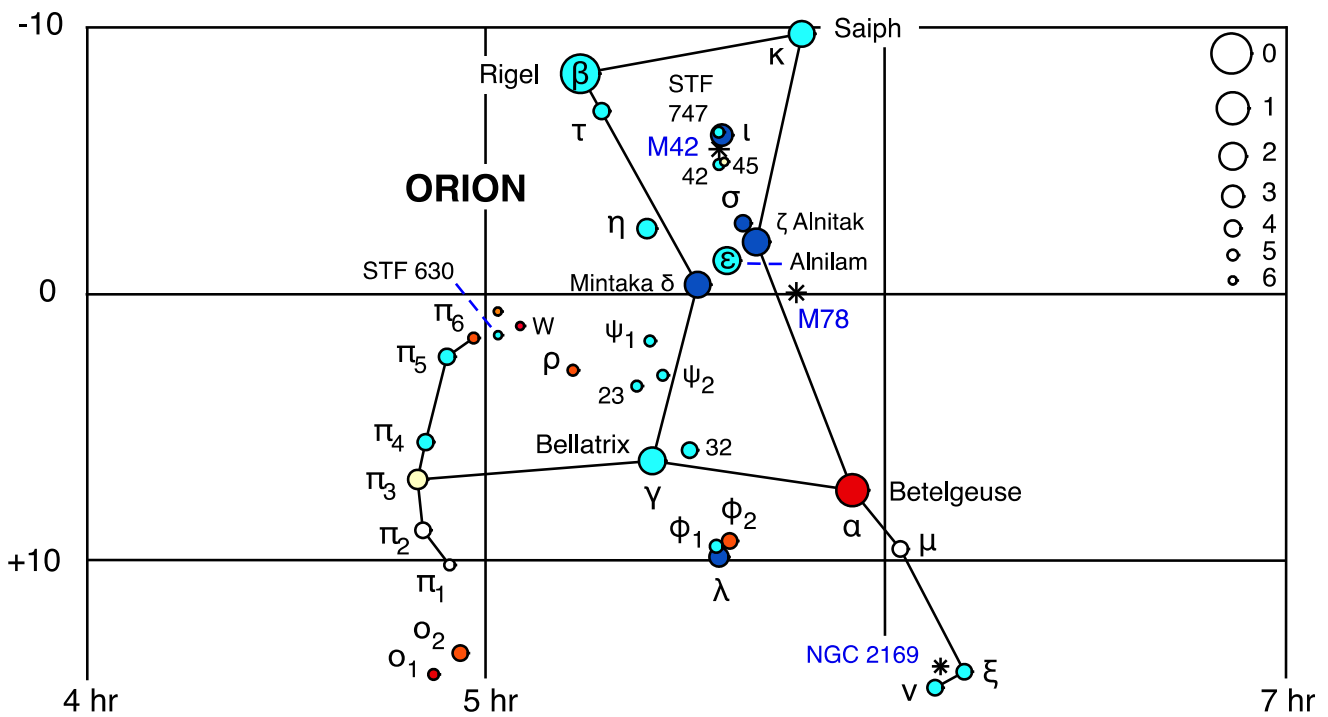 -10
Saiph
κ
0
Rigel
β
STF
747
τ
ι
1
M42
42
45
2
ORION
σ
3
η
ζ Alnitak
4
ε
Alnilam
5
STF 630
Mintaka δ
6
0
M78
π6
W
ψ1
π5
ρ
ψ2
23
π4
Bellatrix
32
π3
γ
Betelgeuse
α
π2
ϕ1
ϕ2
μ
+10
π1
λ
o2
o1
NGC 2169
ξ
ν
4 hr
5 hr
7 hr